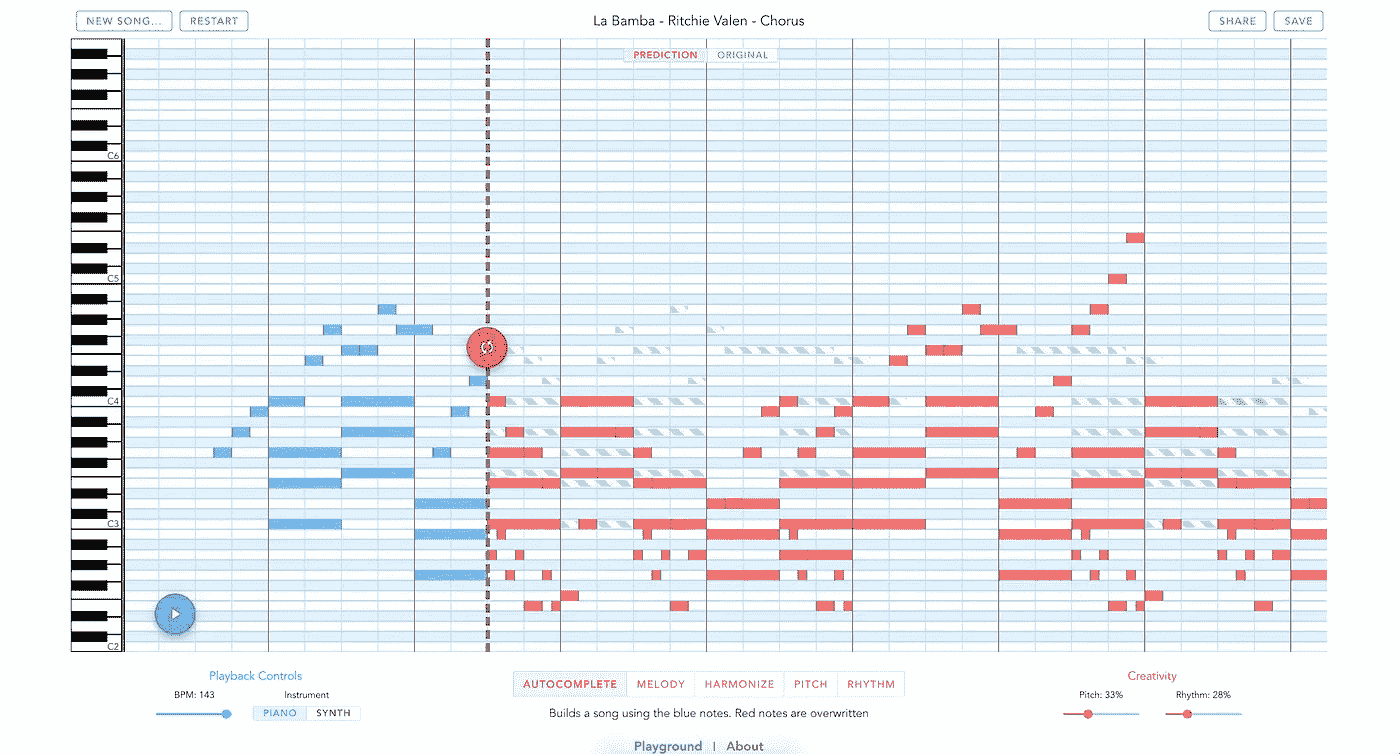 NEW SONG... RESTART La Bamba - Ritchie Valen - Chorus SHARE SAVE
PREDICTION ORIGINAL
C6
C5
C4
C3
C2
Playback Controls
BPM: 143 Instrument
PIANO SYNTH
AUTOCOMPLETE MELODY HARMONIZE PITCH RHYTHM
Builds a song using the blue notes. Red notes are overwritten
Creativity
Pitch: 33% Rhythm: 28%
Playground | About